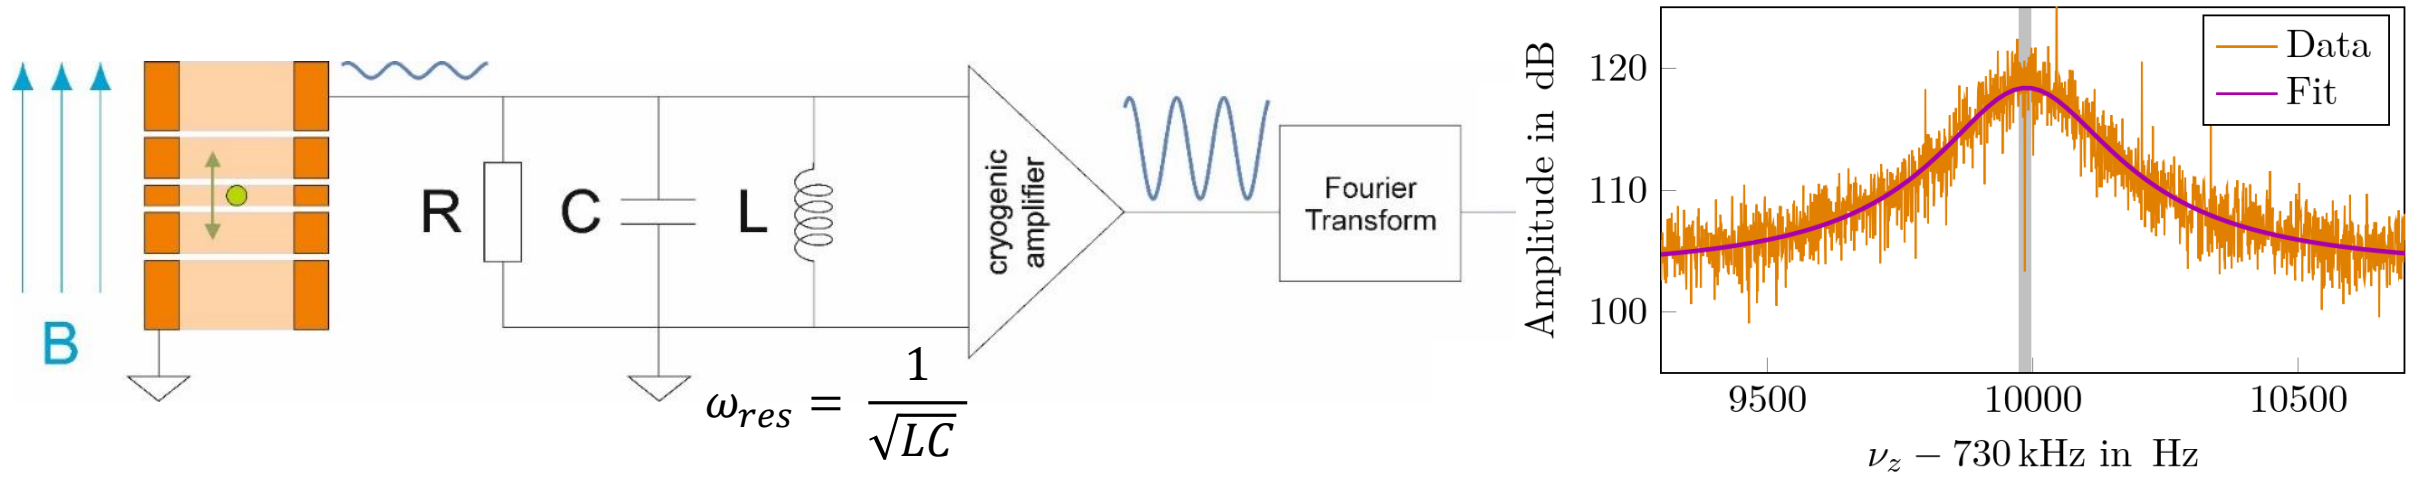 B
R
C
L
cryogenic
amplifier
Fourier
Transform
ω_res = 1/√LC
Amplitude in dB
120
110
100
Data
Fit
9500
10000
10500
ν_z − 730 kHz in Hz